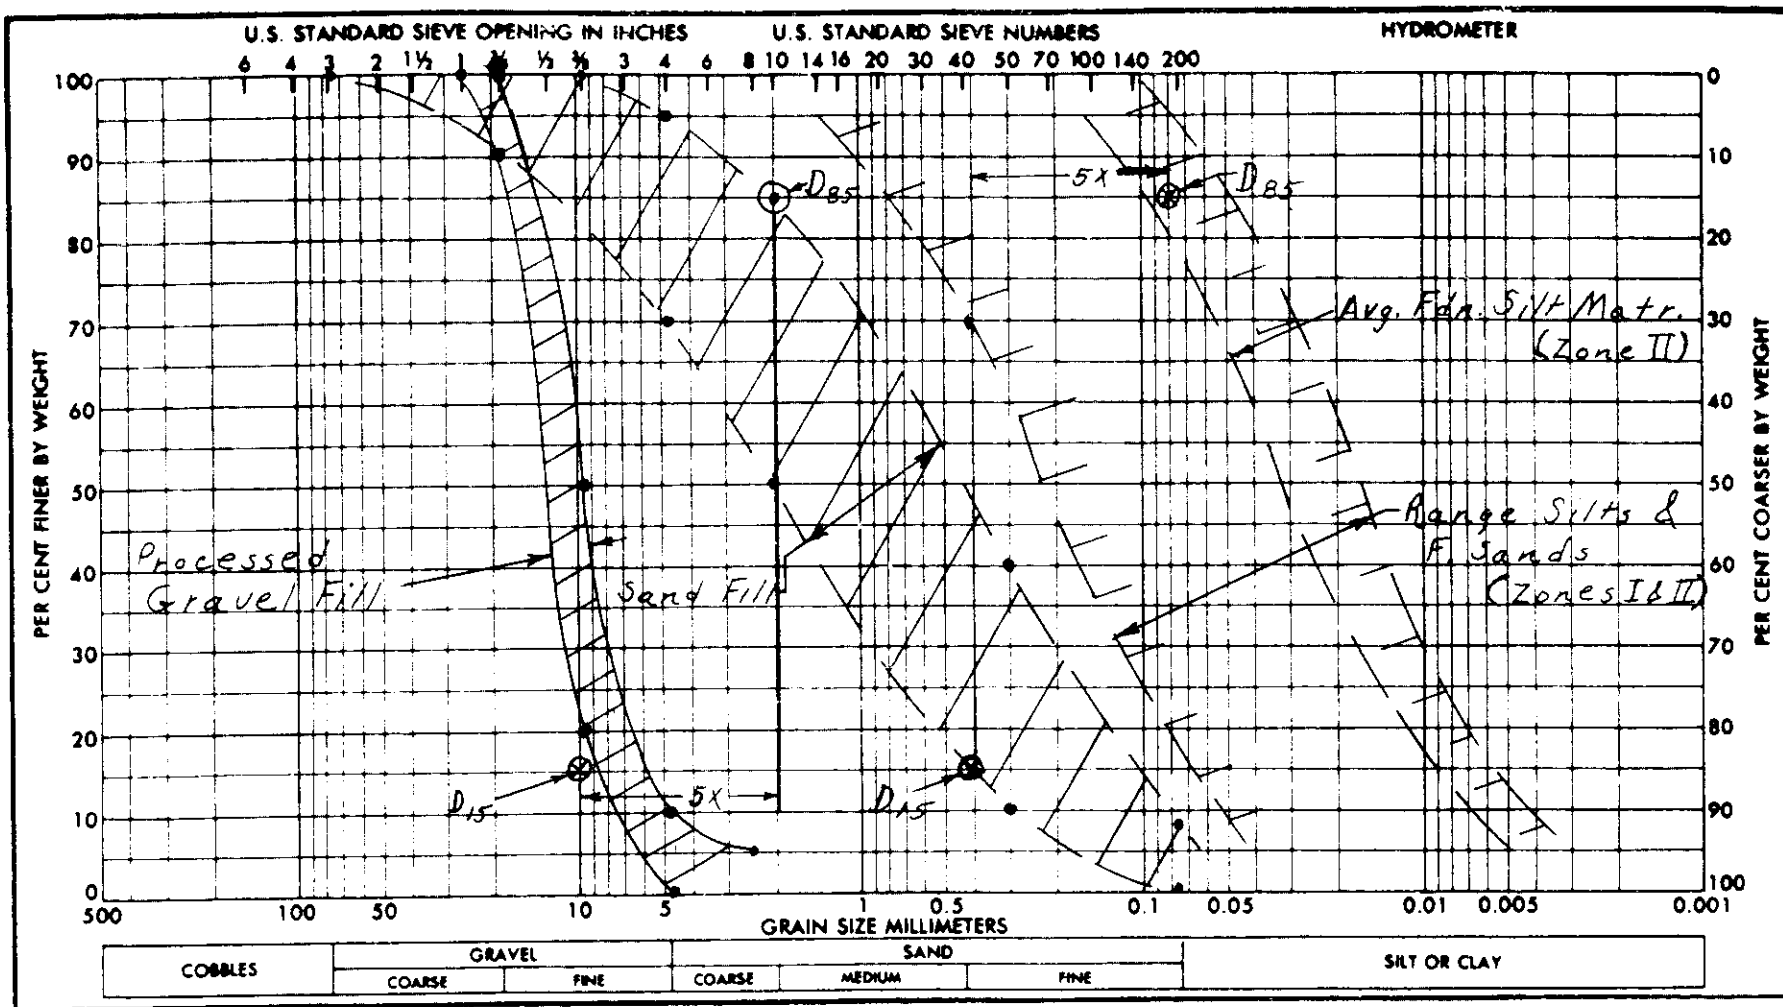 U.S. STANDARD SIEVE OPENING IN INCHES U.S. STANDARD SIEVE NUMBERS HYDROMETER
6 4 3 2 1½ 1 ¾ ½ ⅜ 3 4 6 8 10 14 16 20 30 40 50 70 100 140 200
100 0
90 10
80 20
70 30
60 40
50 50
40 60
30 70
20 80
10 90
0 100
PER CENT FINER BY WEIGHT
PER CENT COARSER BY WEIGHT
D85
5X
D85
Avg. Fdn. Silt Matr.
(Zone II)
Range Silts &
F. Sands
(Zones I & II)
Processed
Gravel Fill
Sand Fill
D15
5X
D15
500 100 50 10 5 1 0.5 0.1 0.05 0.01 0.005 0.001
GRAIN SIZE MILLIMETERS
COBBLES GRAVEL SAND SILT OR CLAY
COARSE FINE COARSE MEDIUM FINE